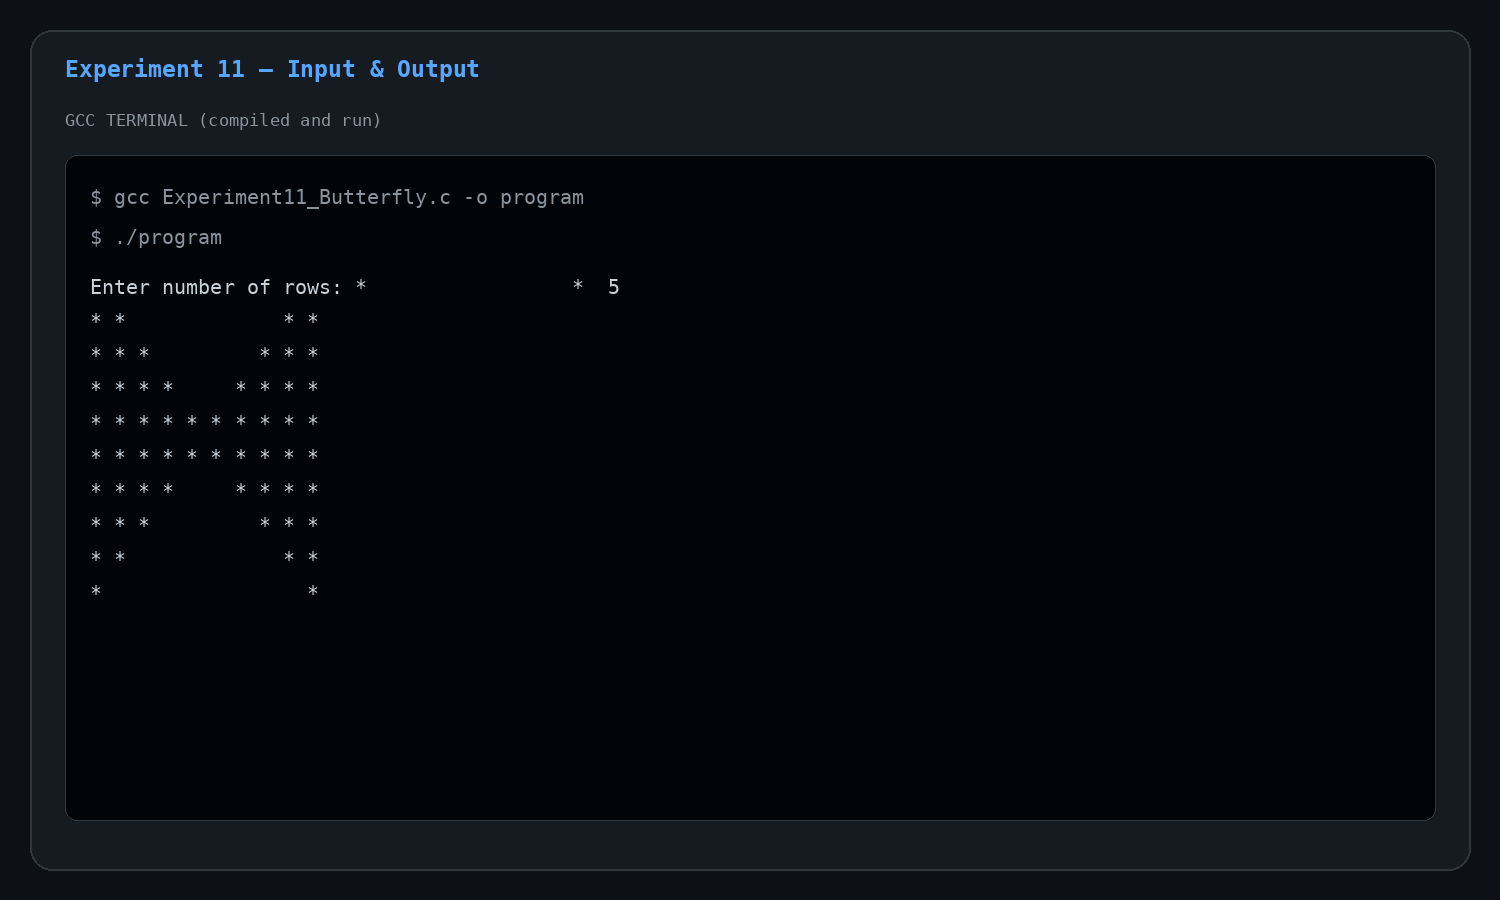 Experiment 11 — Input & Output
GCC TERMINAL (compiled and run)
$ gcc Experiment11_Butterfly.c -o program
$ ./program
Enter number of rows: *                 *  5
* *             * *
* * *         * * *
* * * *     * * * *
* * * * * * * * * *
* * * * * * * * * *
* * * *     * * * *
* * *         * * *
* *             * *
*                 *